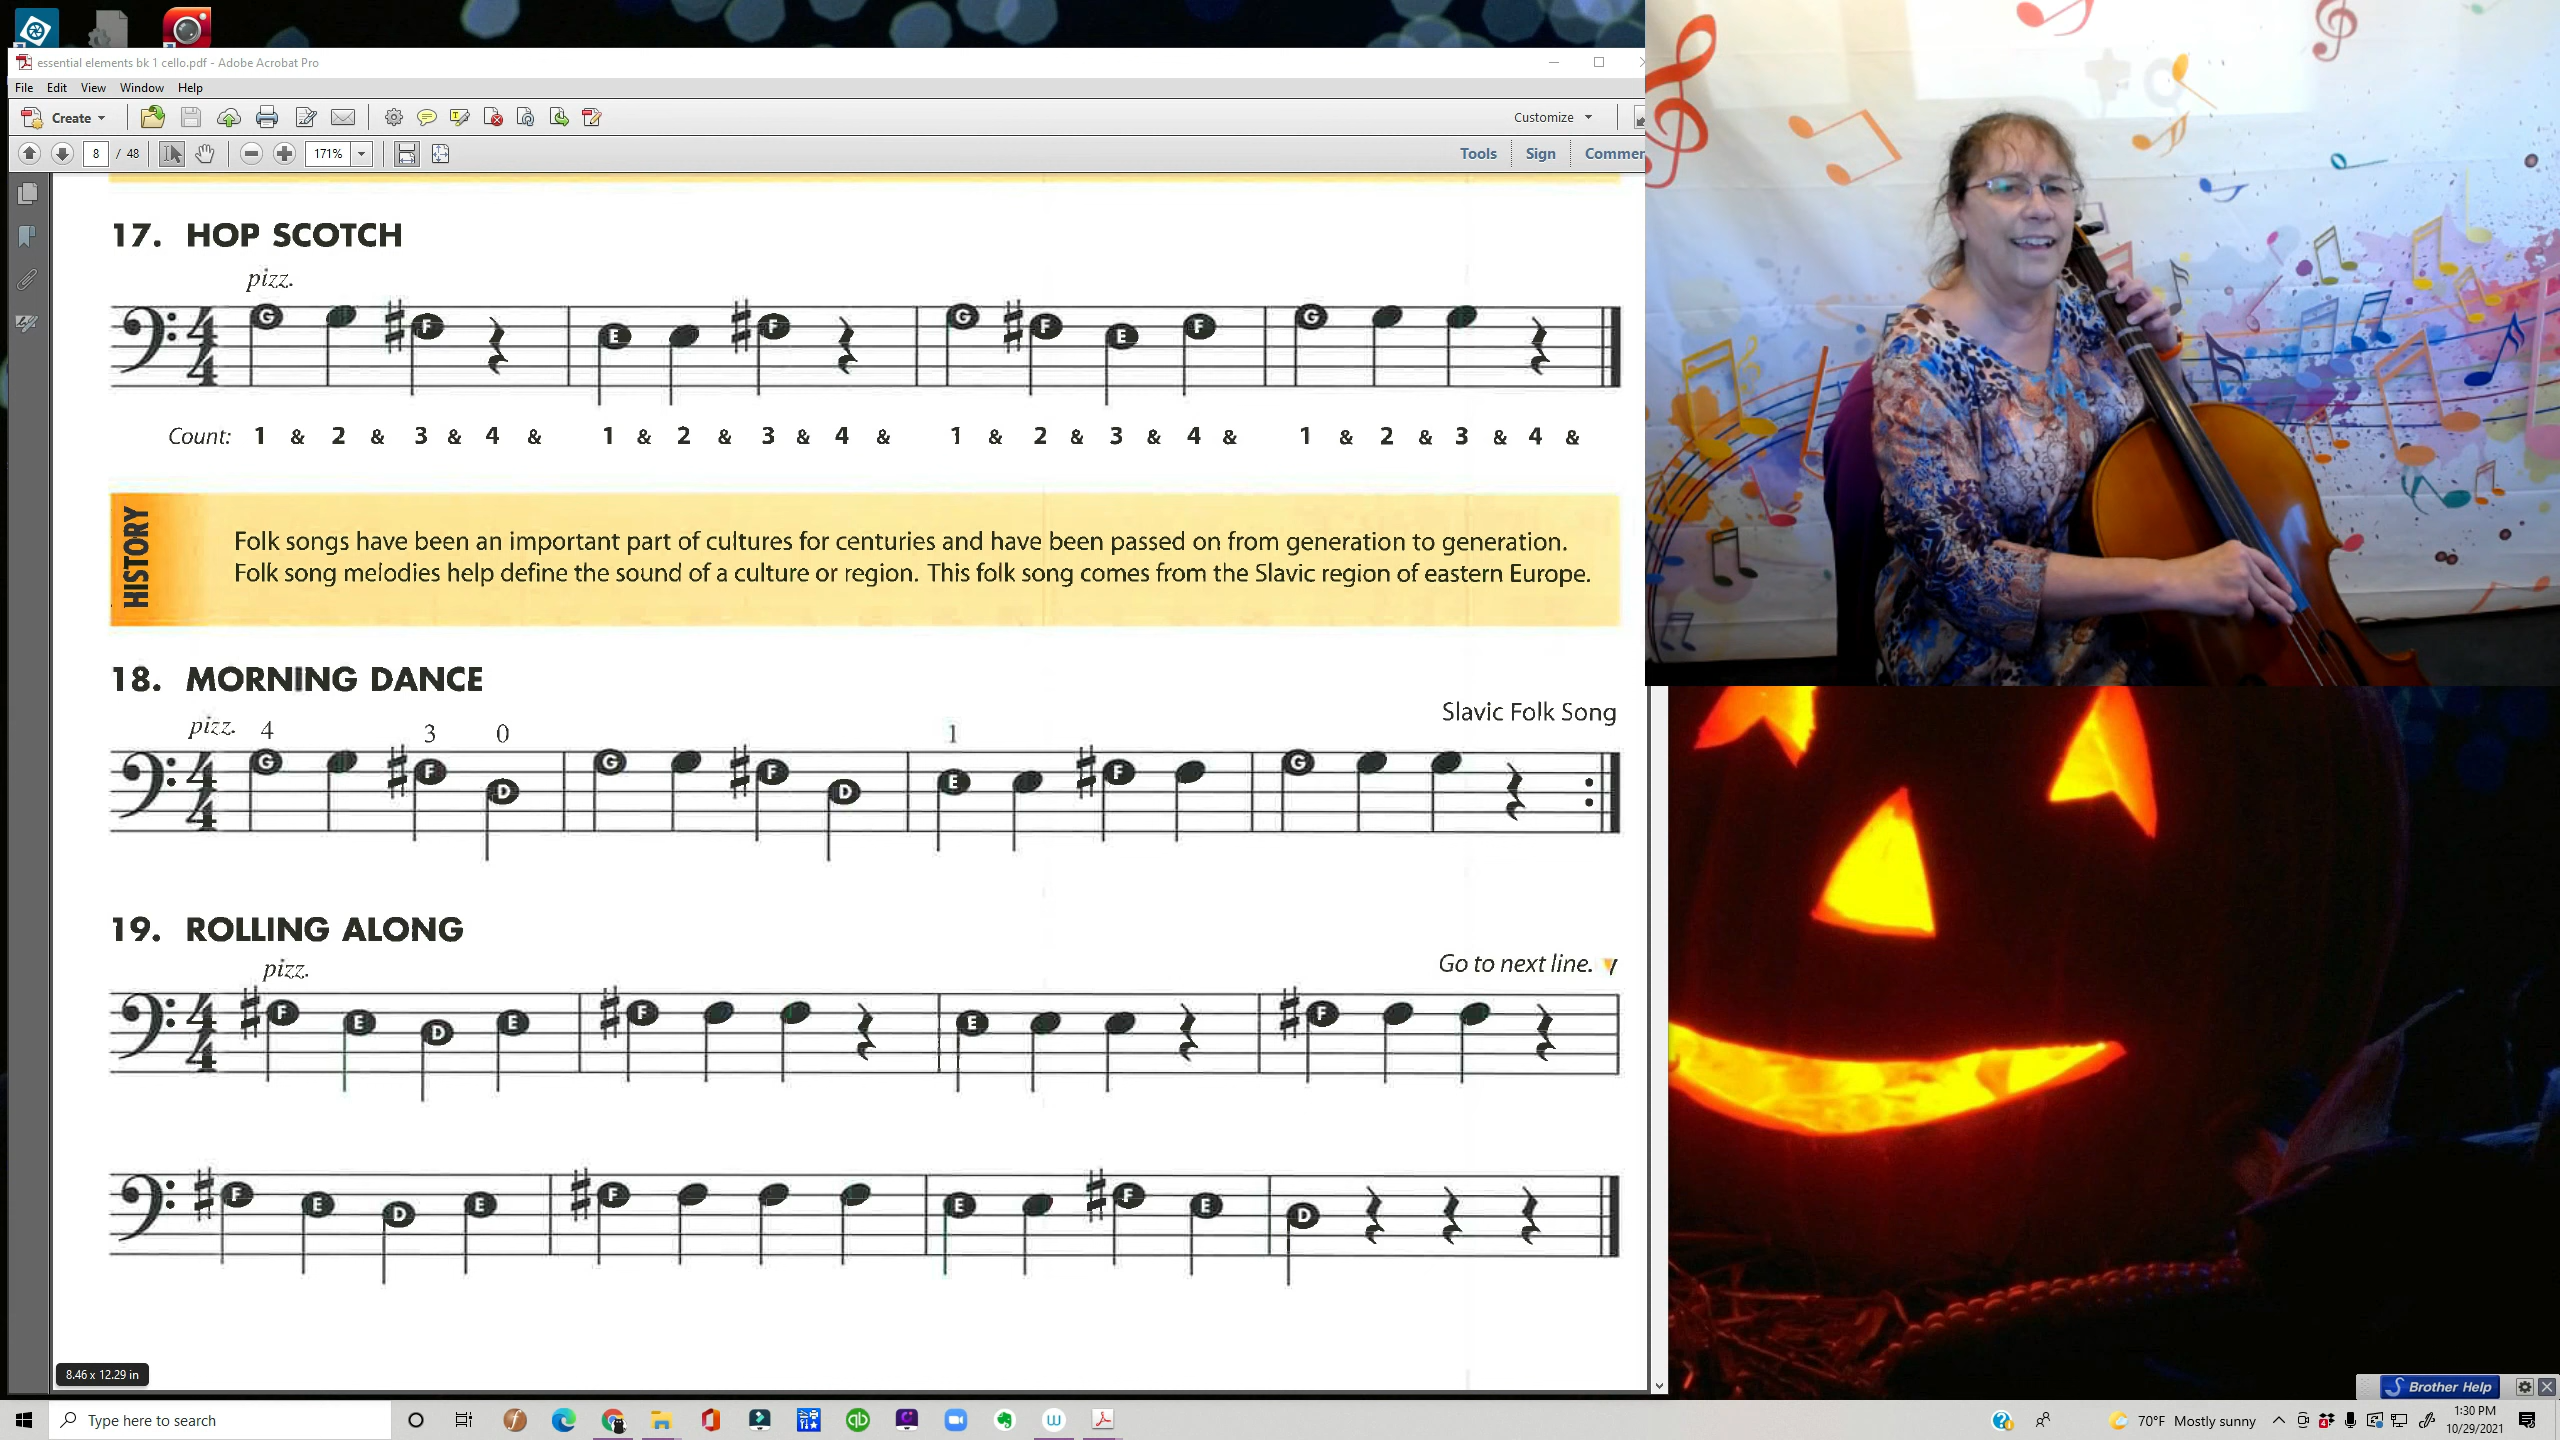 essential elements bk 1 cello.pdf - Adobe Acrobat Pro
File Edit View Window Help
Create Customize
8 / 48 171% Tools Sign Commen
17. HOP SCOTCH
pizz.
G F E F G F E F G
Count: 1 & 2 & 3 & 4 & 1 & 2 & 3 & 4 & 1 & 2 & 3 & 4 & 1 & 2 & 3 & 4 &
HISTORY
Folk songs have been an important part of cultures for centuries and have been passed on from generation to generation.
Folk song melodies help define the sound of a culture or region. This folk song comes from the Slavic region of eastern Europe.
18. MORNING DANCE
Slavic Folk Song
pizz. 4 3 0 1
G F D G F D E F G
19. ROLLING ALONG
pizz.
Go to next line.
F E D E F E F
F E D E F E F E D
8.46 x 12.29 in
Brother Help
Type here to search
70°F Mostly sunny
1:30 PM
10/29/2021